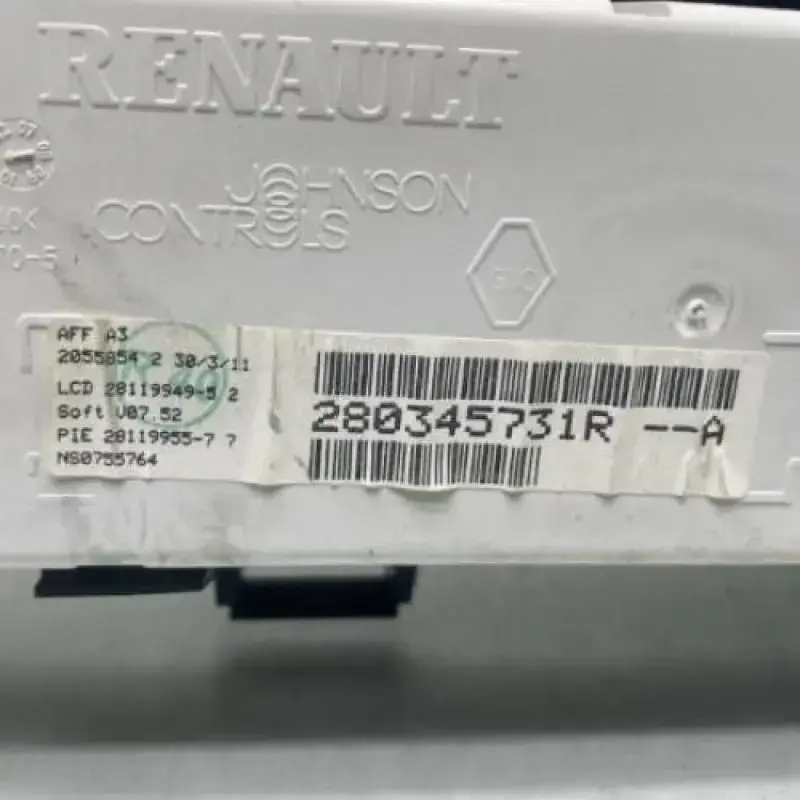 RENAULT
JOHNSON
CONTROLS
AFF A3
2055854 2 30/3/11
LCD 28119949-5 2
Soft V07.52
PIE 28119955-7 7
NS0755764
280345731R --A